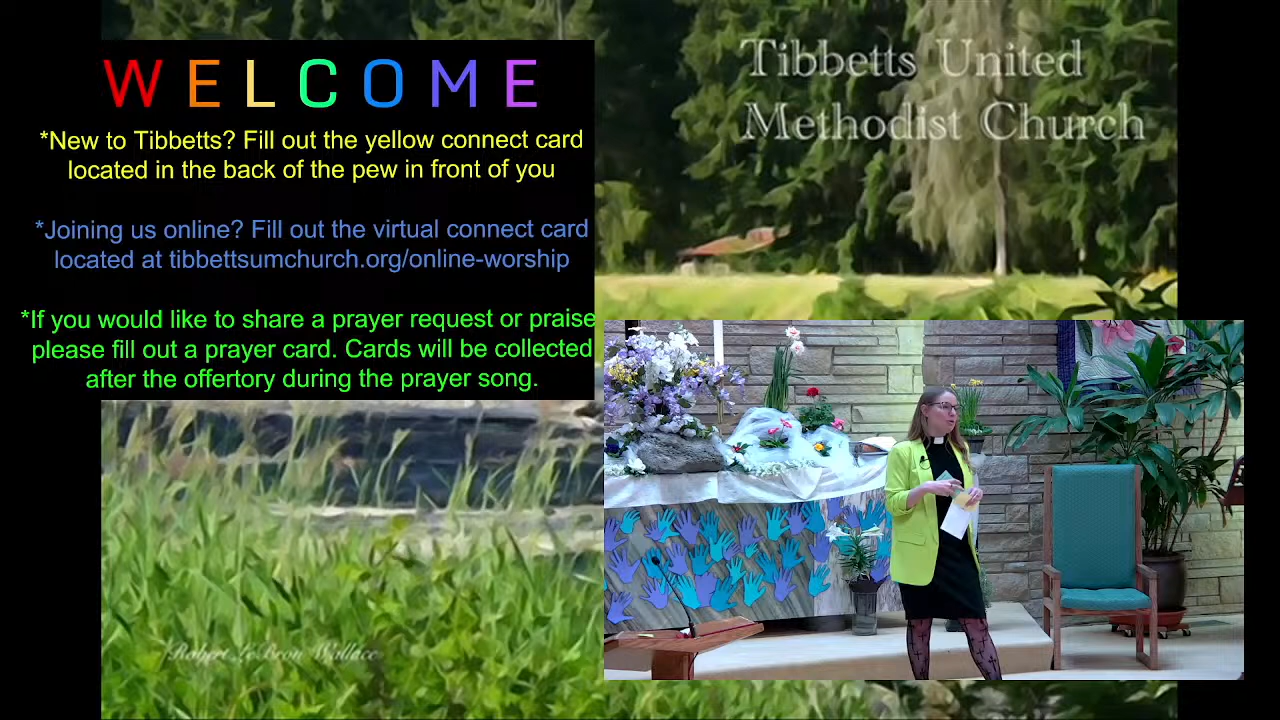 WELCOME
*New to Tibbetts? Fill out the yellow connect card
located in the back of the pew in front of you
*Joining us online? Fill out the virtual connect card
located at tibbettsumchurch.org/online-worship
*If you would like to share a prayer request or praise
please fill out a prayer card. Cards will be collected
after the offertory during the prayer song.
Tibbetts United
Methodist Church
Robert LeBron Wallace